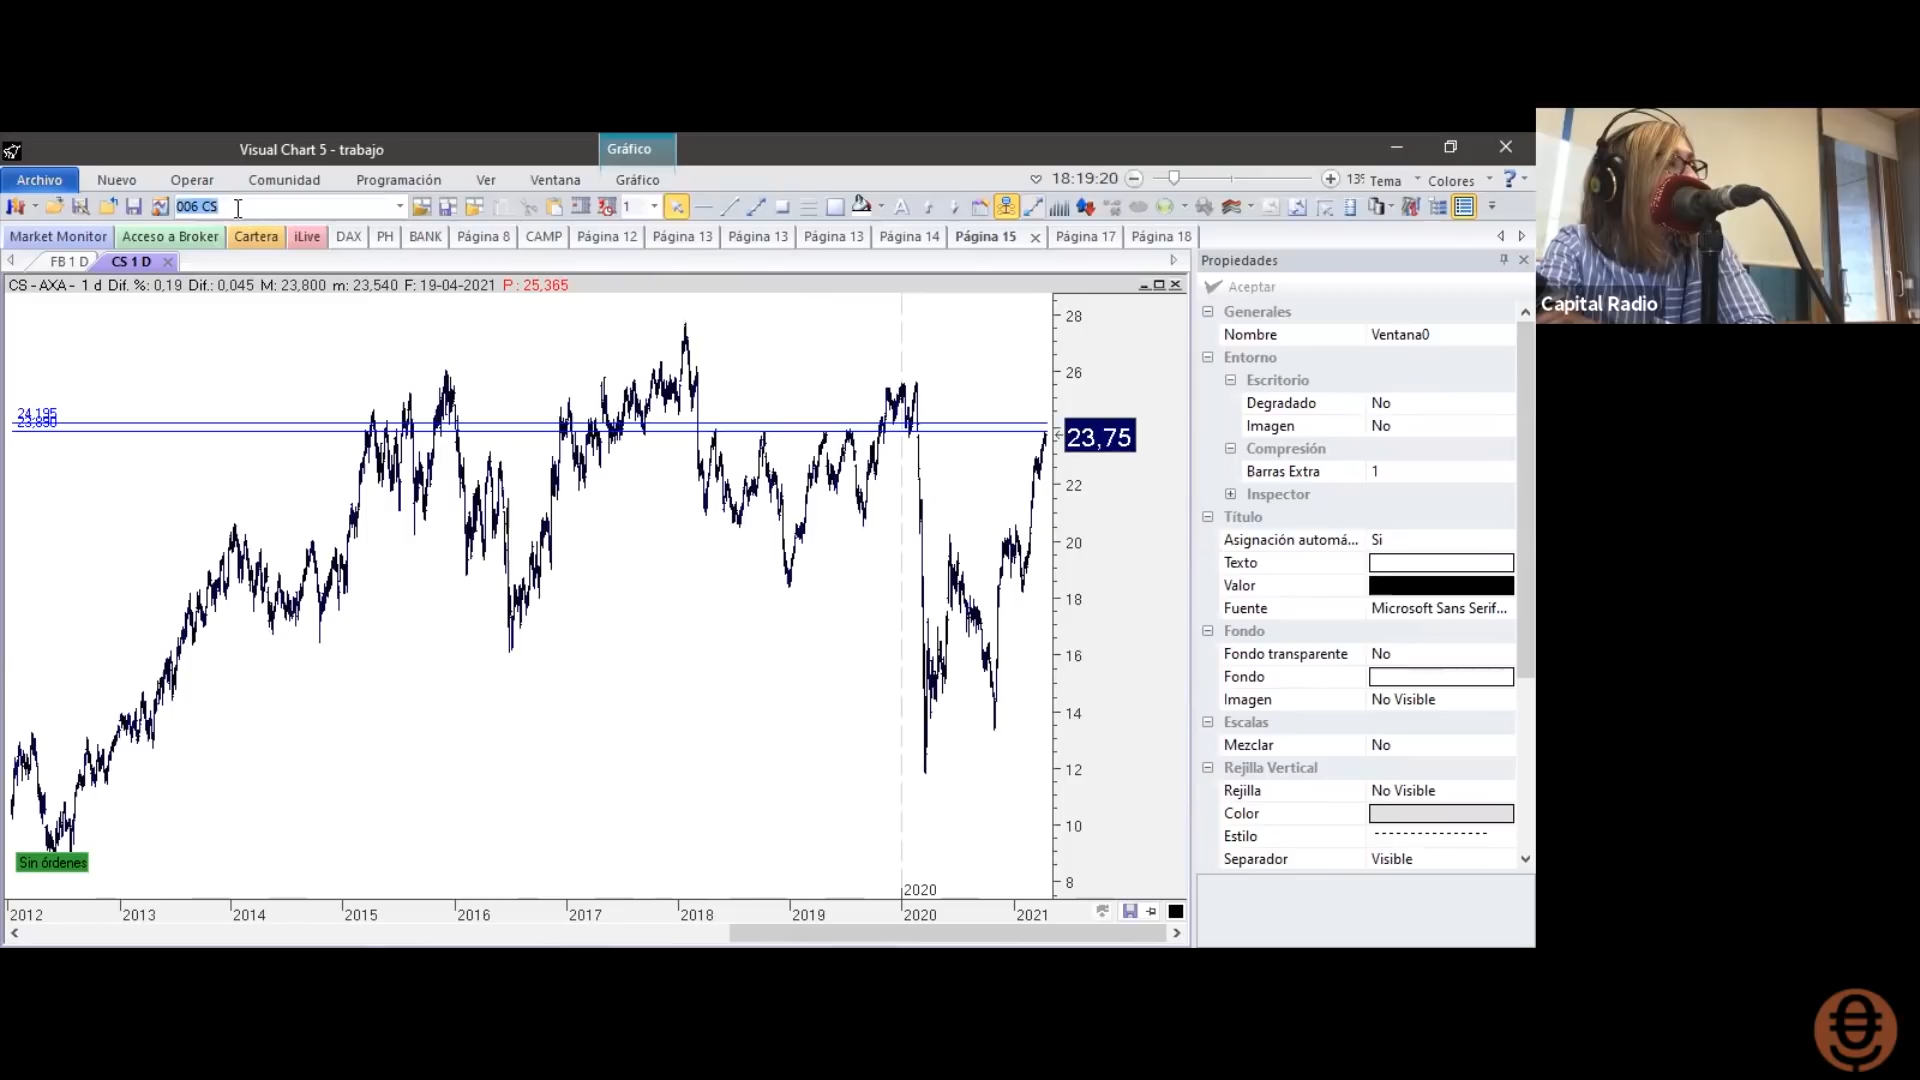 Visual Chart 5 - trabajo
Gráfico
Archivo Nuevo Operar Comunidad Programación Ver Ventana Gráfico
18:19:20
Tema Colores
006 CS
1
Market Monitor Acceso a Broker Cartera iLive DAX PH BANK Página 8 CAMP Página 12 Página 13 Página 13 Página 13 Página 14 Página 15 Página 17 Página 18
FB 1 D CS 1 D
CS - AXA - 1 d Dif. %: 0,19 Dif.: 0,045 M: 23,800 m: 23,540 F: 19-04-2021 P: 25,365
24,195
28
26
23,75
22
20
18
16
14
12
10
8
Sin órdenes
2020
2012 2013 2014 2015 2016 2017 2018 2019 2020 2021
Propiedades
Aceptar
Generales
Nombre Ventana0
Entorno
Escritorio
Degradado No
Imagen No
Compresión
Barras Extra 1
Inspector
Título
Asignación automá... Si
Texto
Valor
Fuente Microsoft Sans Serif...
Fondo
Fondo transparente No
Fondo
Imagen No Visible
Escalas
Mezclar No
Rejilla Vertical
Rejilla No Visible
Color
Estilo
Separador Visible
Capital Radio